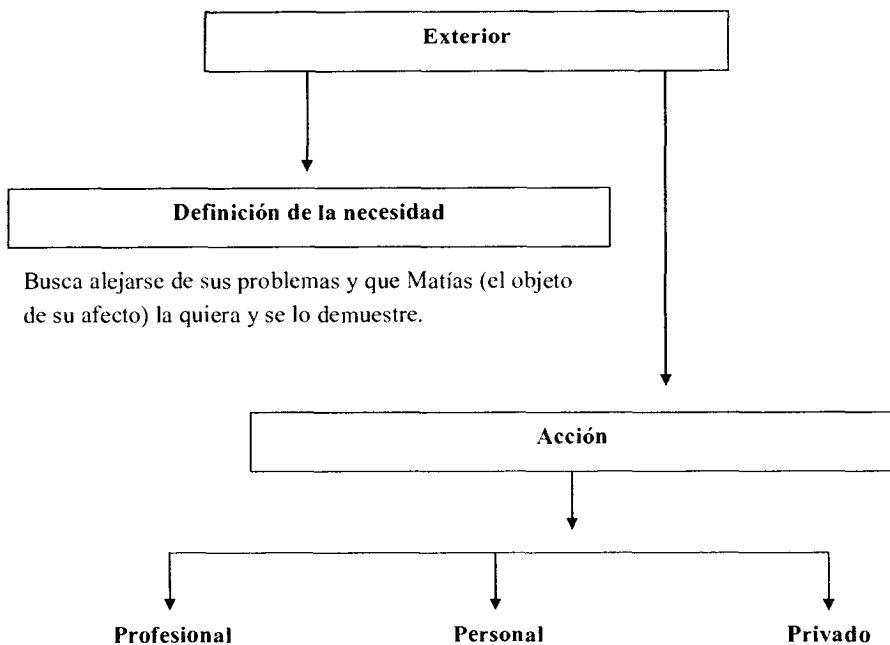 Exterior
Definición de la necesidad
Busca alejarse de sus problemas y que Matías (el objeto
de su afecto) la quiera y se lo demuestre.
Acción
Profesional
Personal
Privado